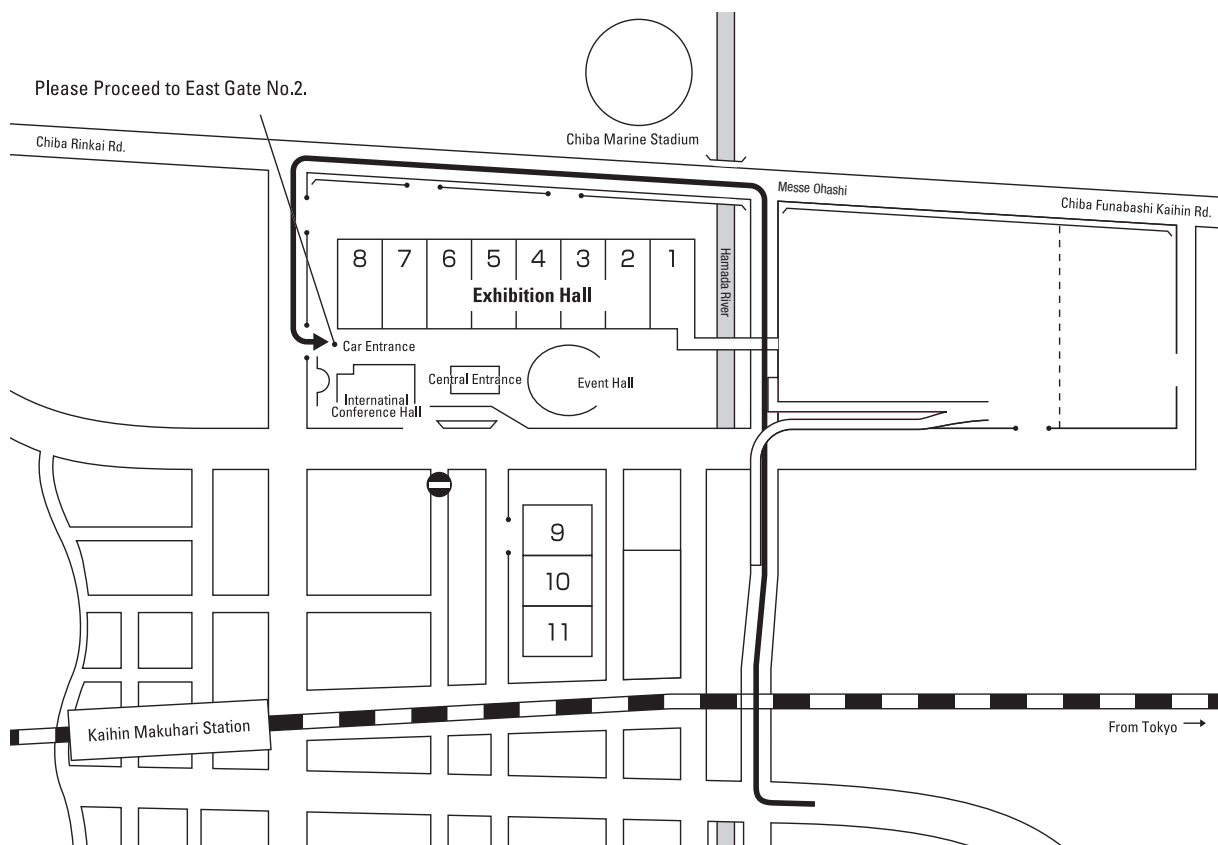 Please Proceed to East Gate No.2.
Chiba Marine Stadium
Chiba Rinkai Rd.
Messe Ohashi
Chiba Funabashi Kaihin Rd.
8 7 6 5 4 3 2 1
Exhibition Hall
Hamada River
Car Entrance
Central Entrance
Event Hall
Internatinal
Conference Hall
9
10
11
Kaihin Makuhari Station
From Tokyo →